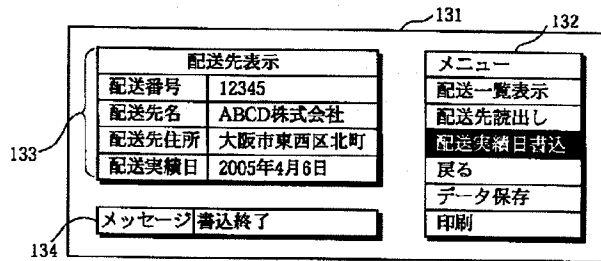 131
132
133
134
配送先表示
配送番号 12345
配送先名 ABCD株式会社
配送先住所 大阪市東西区北町
配送実績日 2005年4月6日
メッセージ 書込終了
メニュー
配送一覧表示
配送先読出し
配送実績日書込
戻る
データ保存
印刷